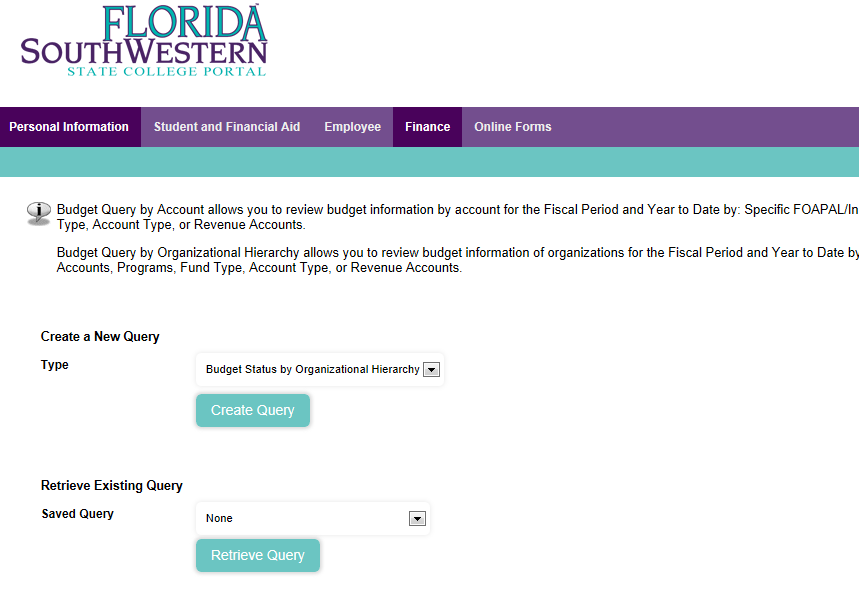 FLORIDA
SOUTHWESTERN
STATE COLLEGE PORTAL
Personal Information Student and Financial Aid Employee Finance Online Forms
Budget Query by Account allows you to review budget information by account for the Fiscal Period and Year to Date by: Specific FOAPAL/In
Type, Account Type, or Revenue Accounts.
Budget Query by Organizational Hierarchy allows you to review budget information of organizations for the Fiscal Period and Year to Date by
Accounts, Programs, Fund Type, Account Type, or Revenue Accounts.
Create a New Query
Type Budget Status by Organizational Hierarchy
Create Query
Retrieve Existing Query
Saved Query None
Retrieve Query